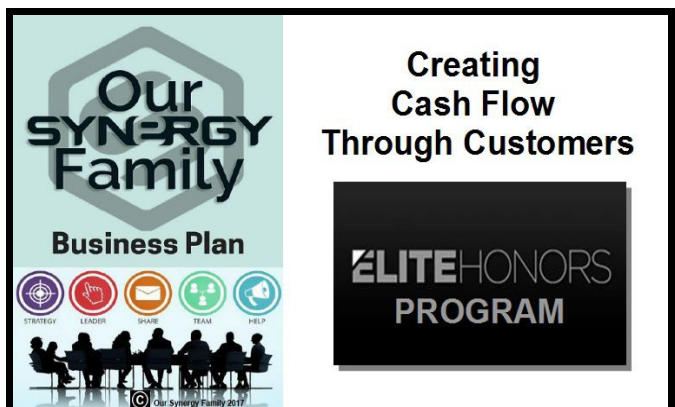 Our
SYNERGY
Family
Business Plan
STRATEGY LEADER SHARE TEAM HELP
© Our Synergy Family 2017
Creating
Cash Flow
Through Customers
ELITEHONORS
PROGRAM